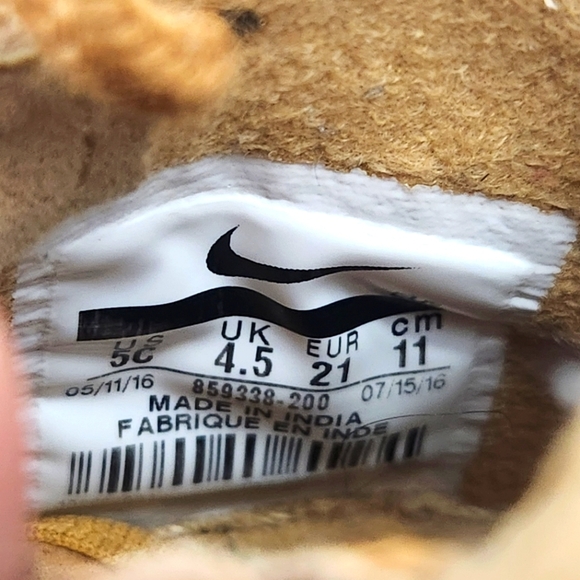 US UK EUR cm
5C 4.5 21 11
05/11/16 859338-200 07/15/16
MADE IN INDIA
FABRIQUE EN INDE